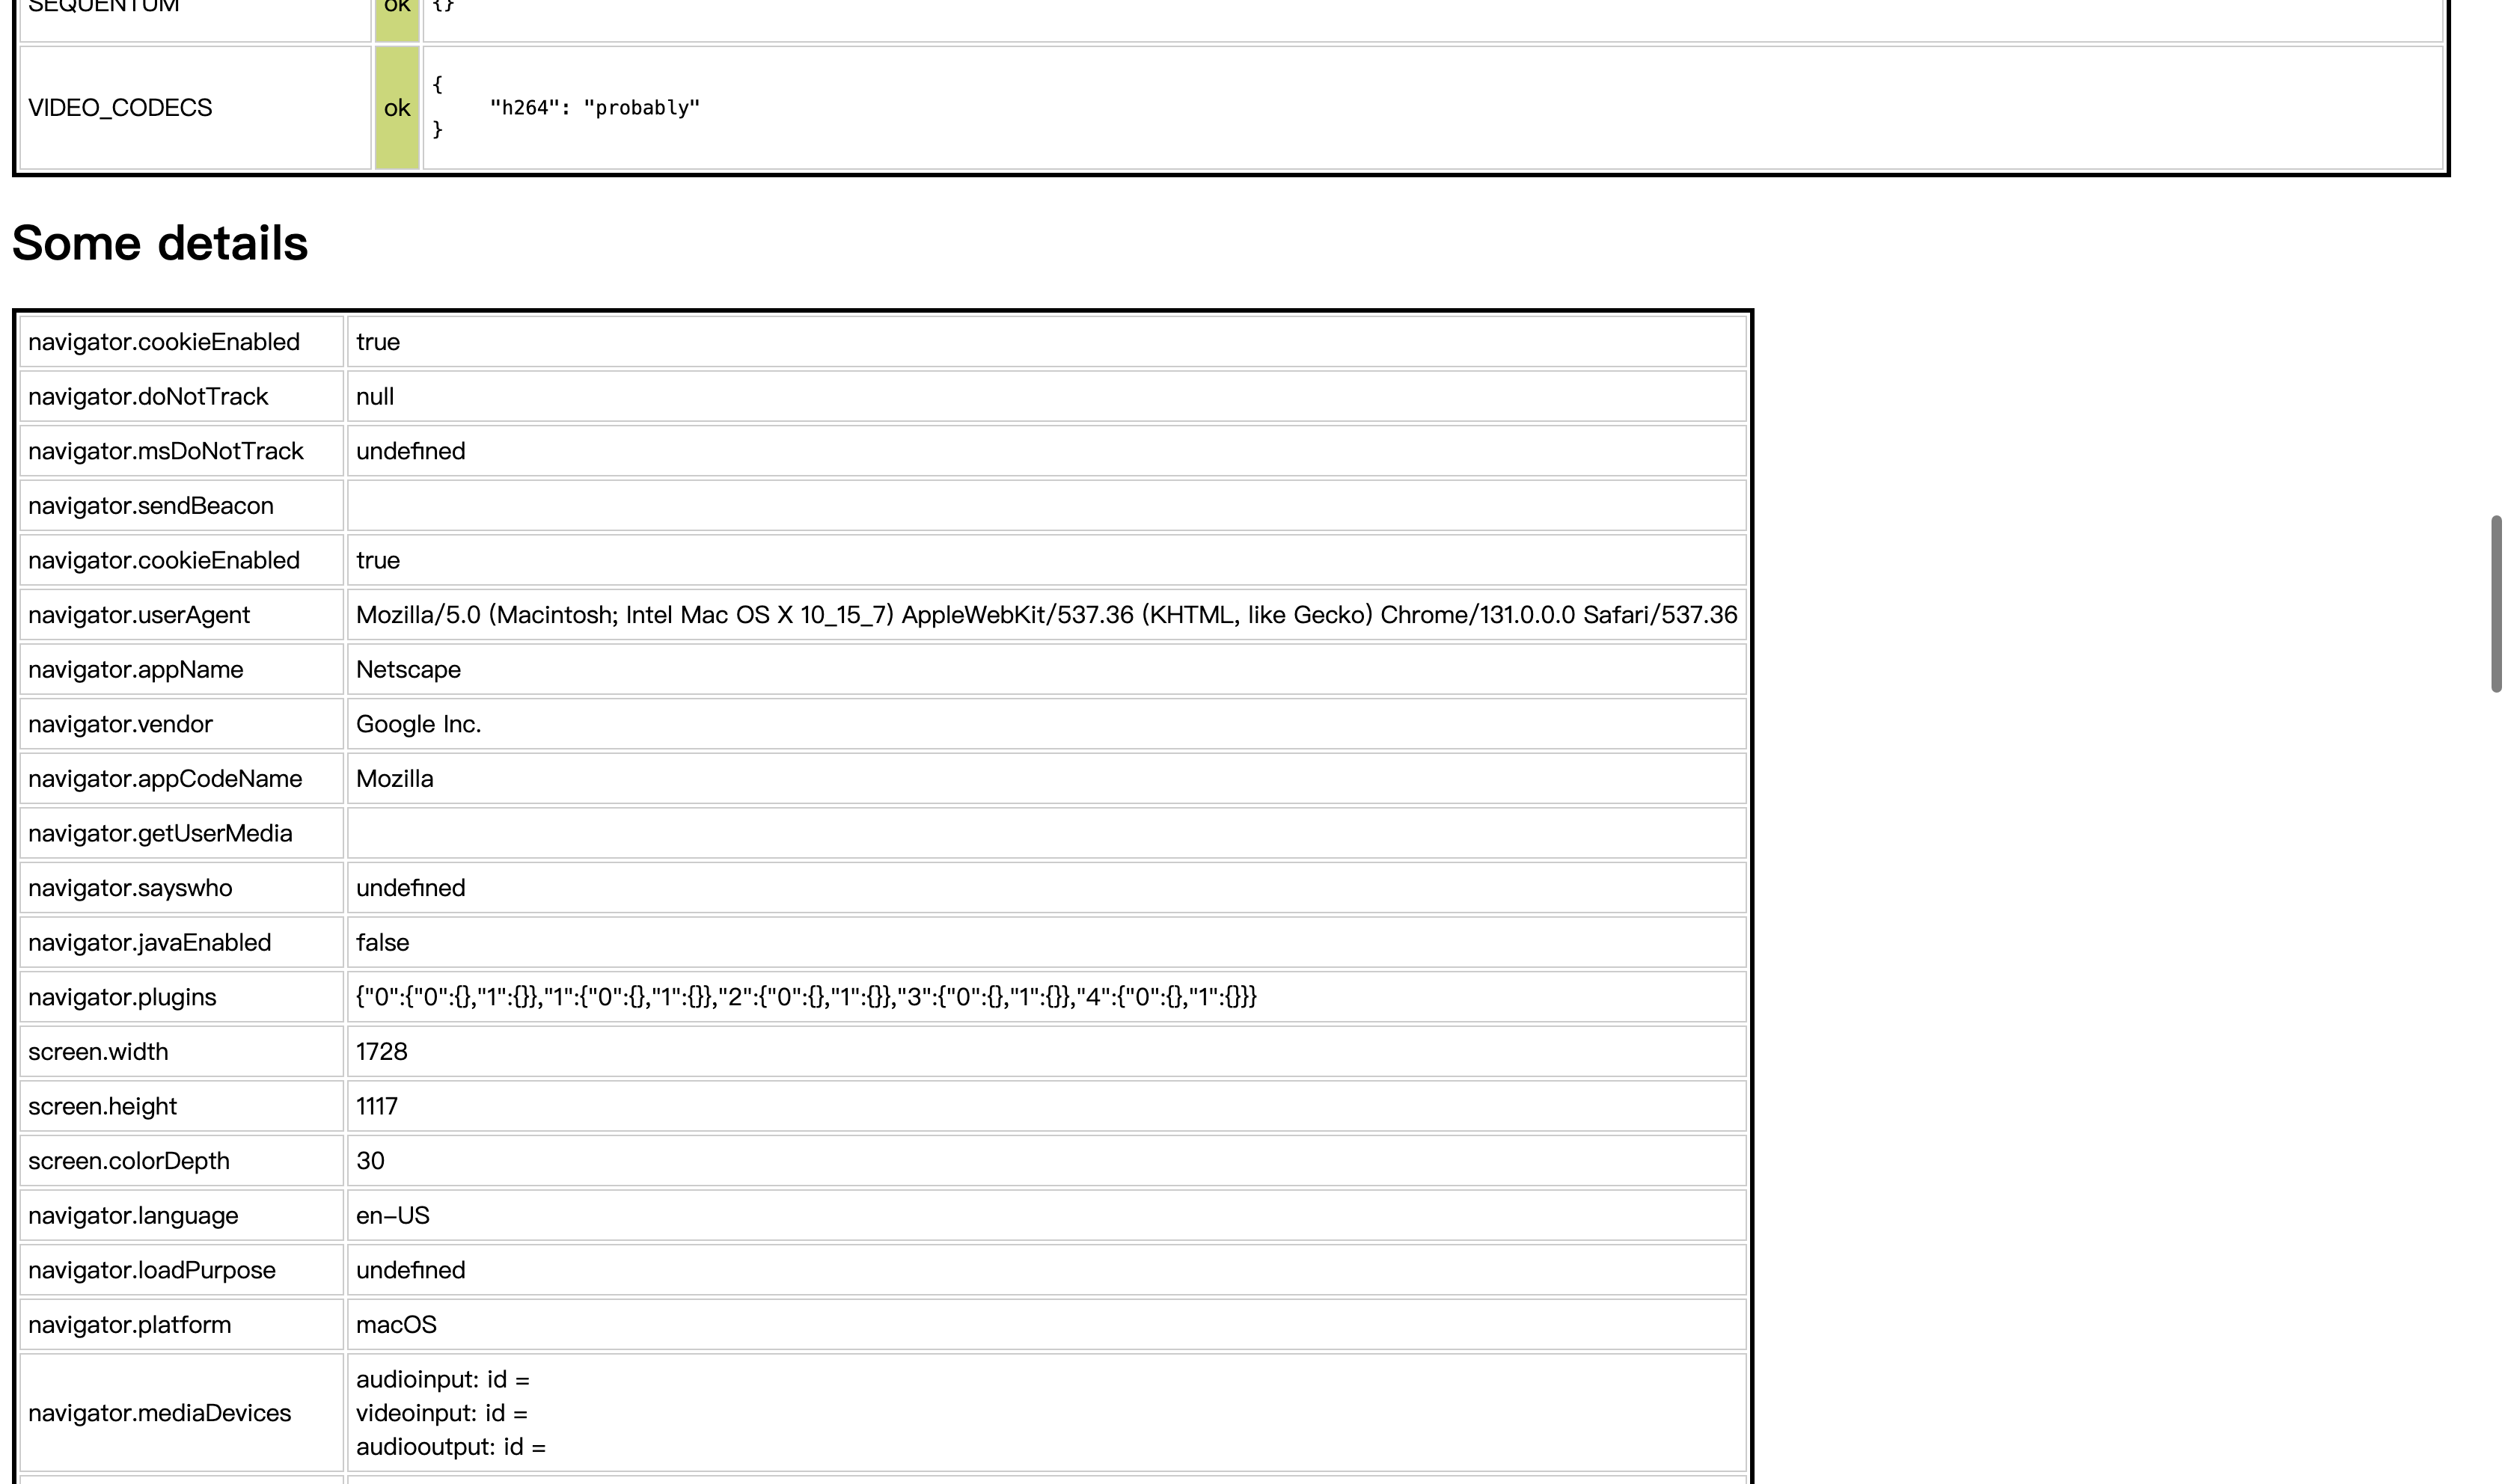 SEQUENTUM ok {}
VIDEO_CODECS ok {
"h264": "probably"
}
Some details
navigator.cookieEnabled true
navigator.doNotTrack null
navigator.msDoNotTrack undefined
navigator.sendBeacon
navigator.cookieEnabled true
navigator.userAgent Mozilla/5.0 (Macintosh; Intel Mac OS X 10_15_7) AppleWebKit/537.36 (KHTML, like Gecko) Chrome/131.0.0.0 Safari/537.36
navigator.appName Netscape
navigator.vendor Google Inc.
navigator.appCodeName Mozilla
navigator.getUserMedia
navigator.sayswho undefined
navigator.javaEnabled false
navigator.plugins {"0":{"0":{},"1":{}},"1":{"0":{},"1":{}},"2":{"0":{},"1":{}},"3":{"0":{},"1":{}},"4":{"0":{},"1":{}}}
screen.width 1728
screen.height 1117
screen.colorDepth 30
navigator.language en-US
navigator.loadPurpose undefined
navigator.platform macOS
navigator.mediaDevices audioinput: id =
videoinput: id =
audiooutput: id =